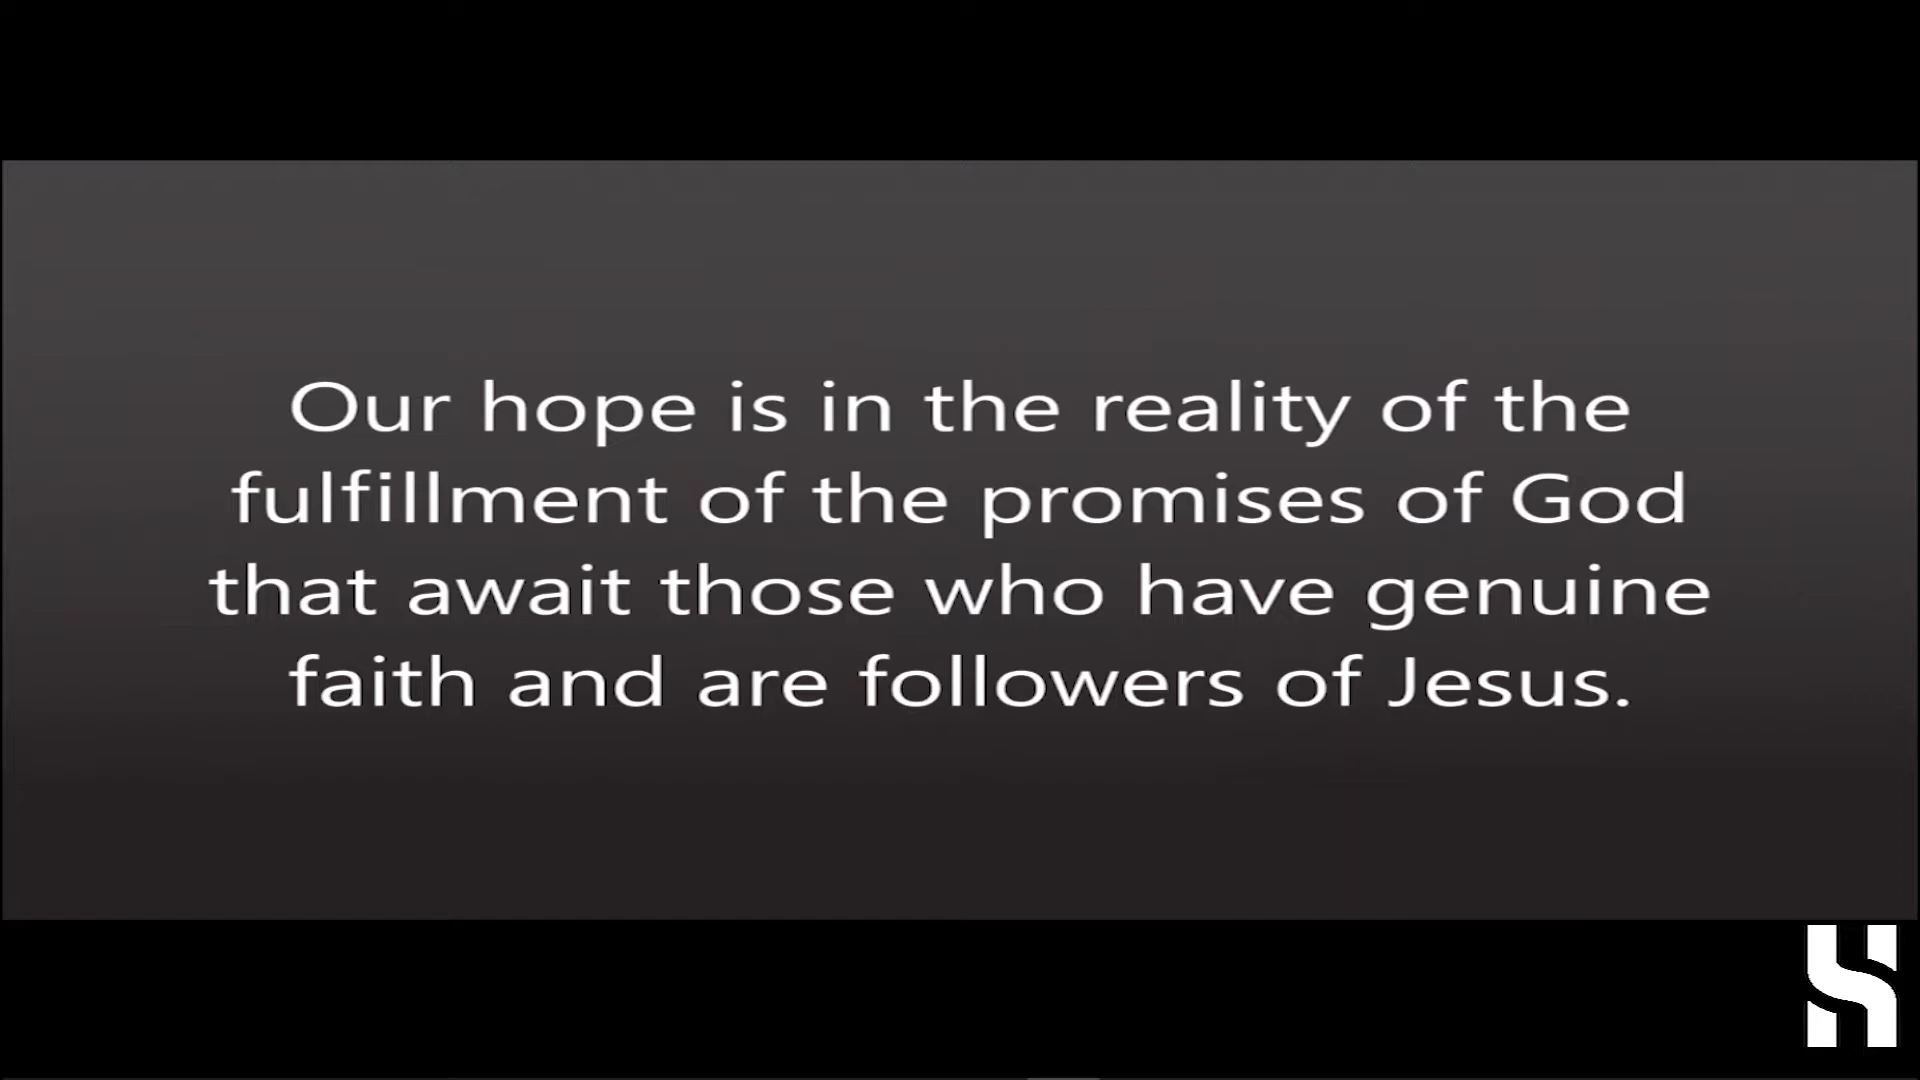 Our hope is in the reality of the
fulfillment of the promises of God
that await those who have genuine
faith and are followers of Jesus.